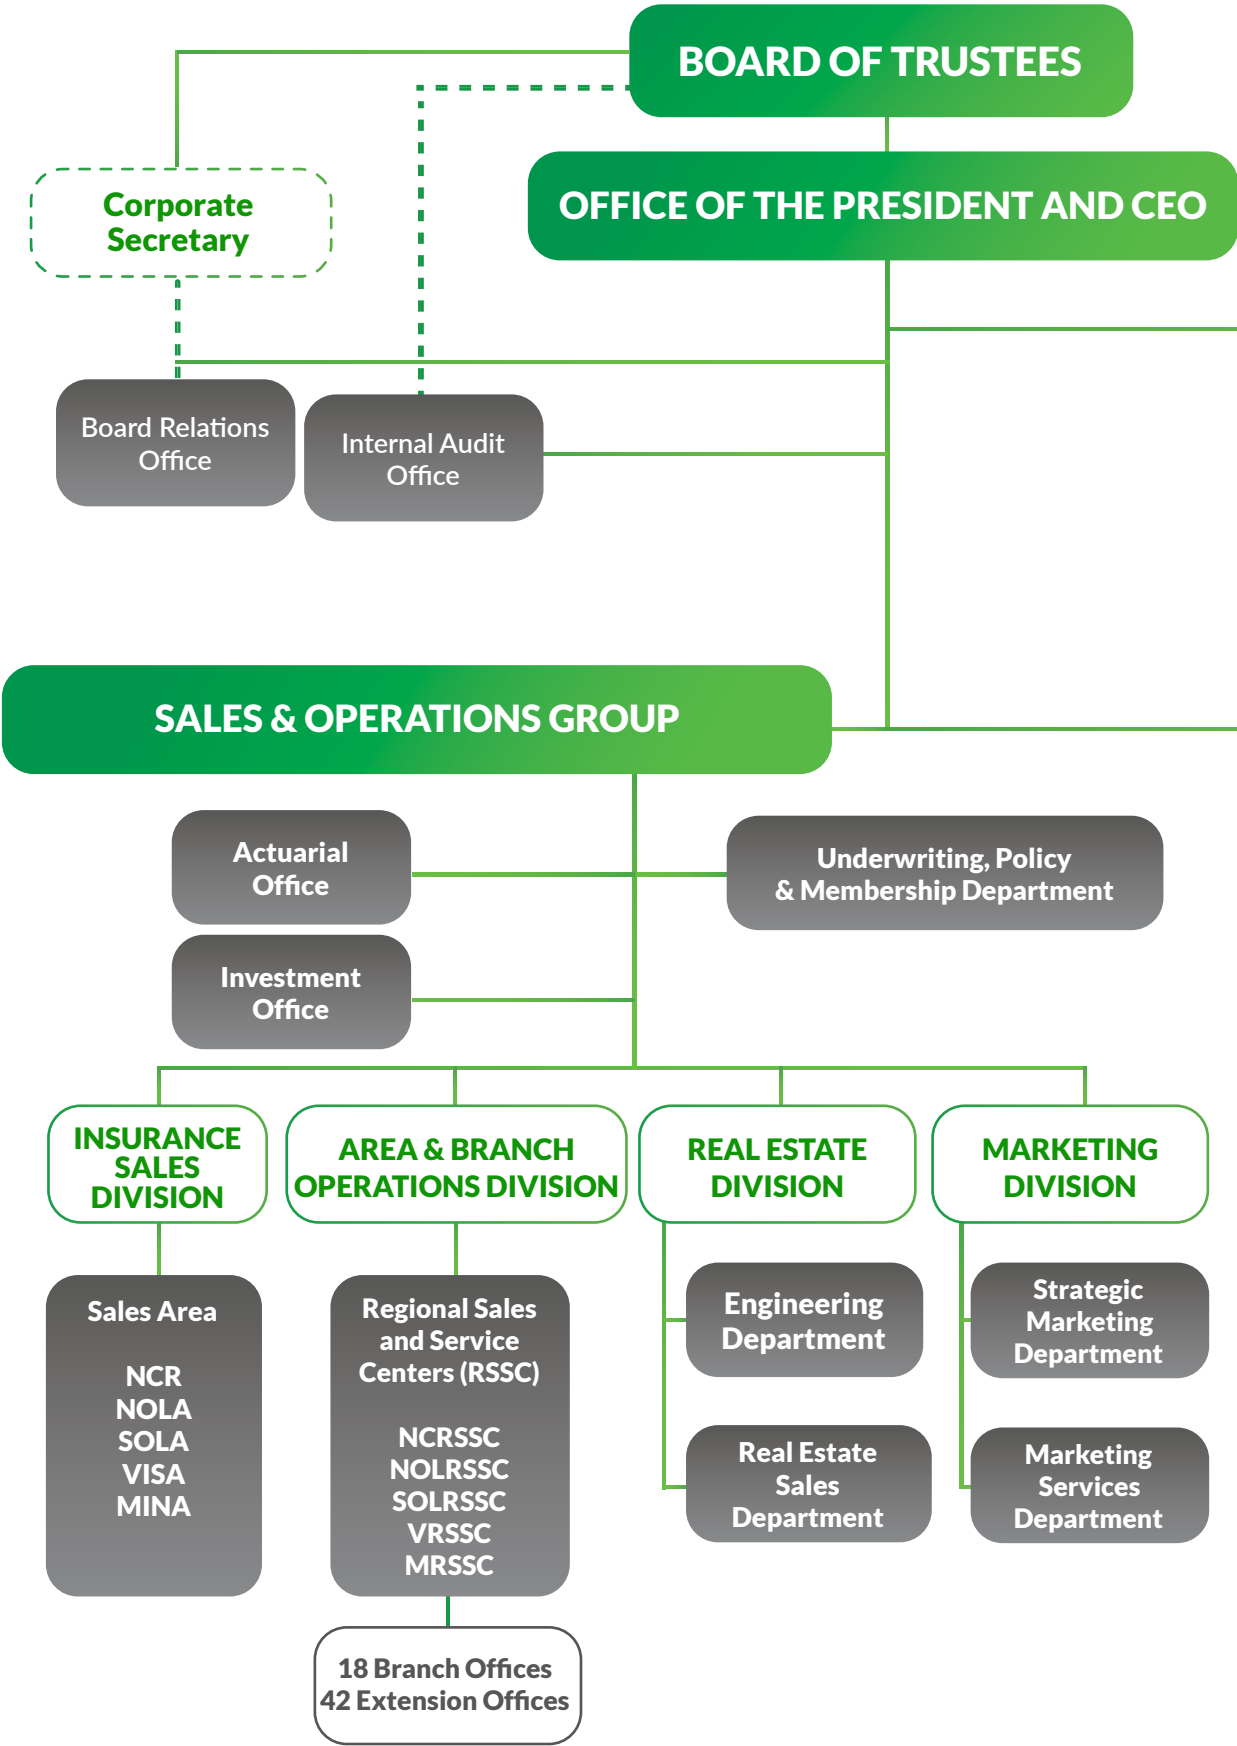 BOARD OF TRUSTEES
OFFICE OF THE PRESIDENT AND CEO
Corporate
Secretary
Board Relations
Office
Internal Audit
Office
SALES & OPERATIONS GROUP
Actuarial
Office
Underwriting, Policy
& Membership Department
Investment
Office
INSURANCE
SALES
DIVISION
AREA & BRANCH
OPERATIONS DIVISION
REAL ESTATE
DIVISION
MARKETING
DIVISION
Sales Area
NCR
NOLA
SOLA
VISA
MINA
Regional Sales
and Service
Centers (RSSC)
NCRSSC
NOLRSSC
SOLRSSC
VRSSC
MRSSC
18 Branch Offices
42 Extension Offices
Engineering
Department
Real Estate
Sales
Department
Strategic
Marketing
Department
Marketing
Services
Department